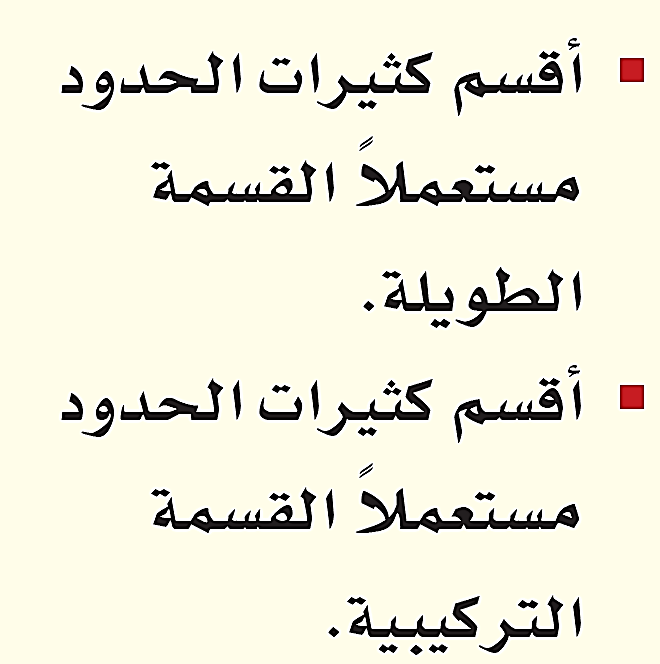 أقسم كثيرات الحدود
مستعملاً القسمة
الطويلة.
أقسم كثيرات الحدود
مستعملاً القسمة
التركيبية.